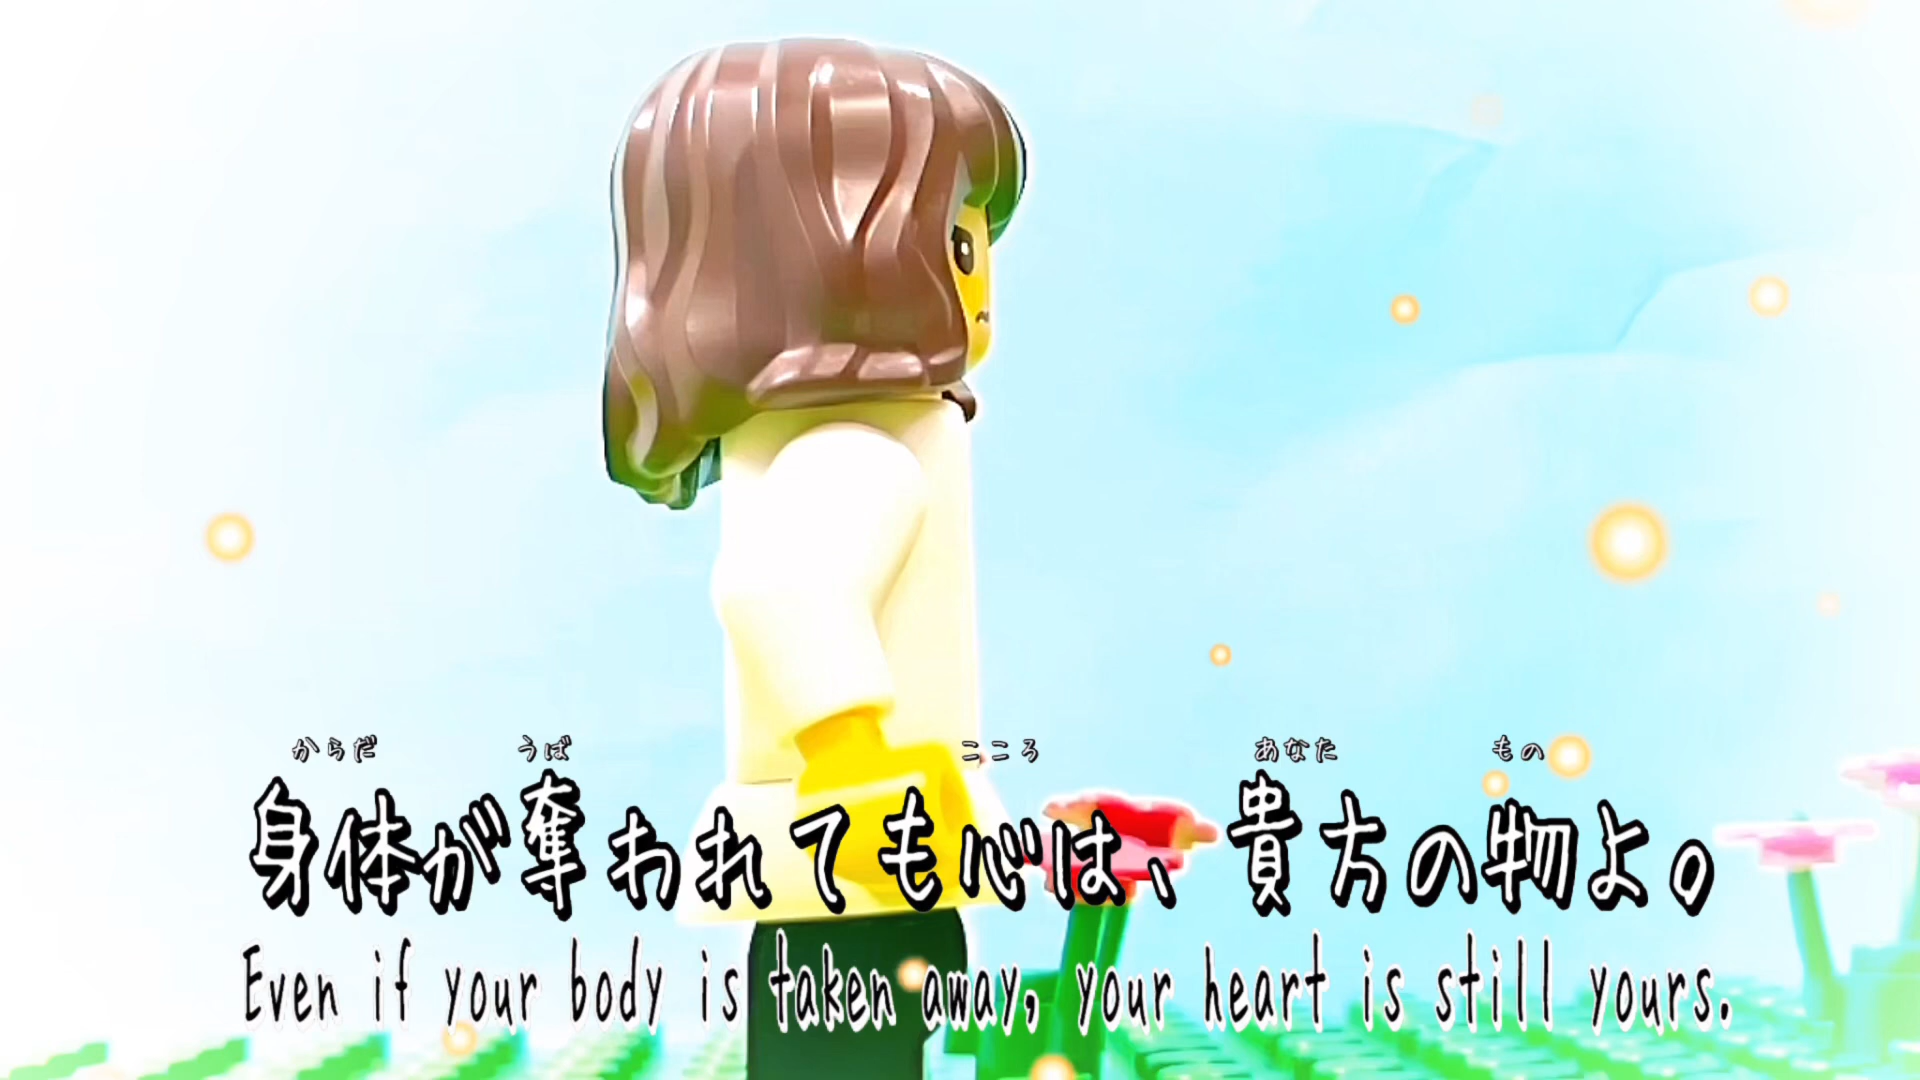 からだ うば こころ あなた もの
身体が奪われても心は、貴方の物よ。
Even if your body is taken away, your heart is still yours.